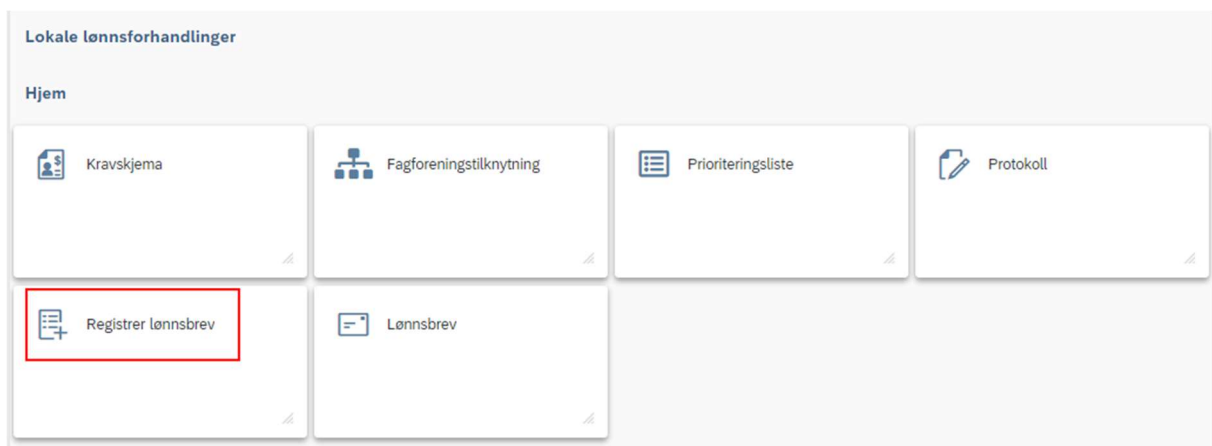 Lokale lønnsforhandlinger
Hjem
Kravskjema
Fagforeningstilknytning
Prioriteringsliste
Protokoll
Registrer lønnsbrev
Lønnsbrev